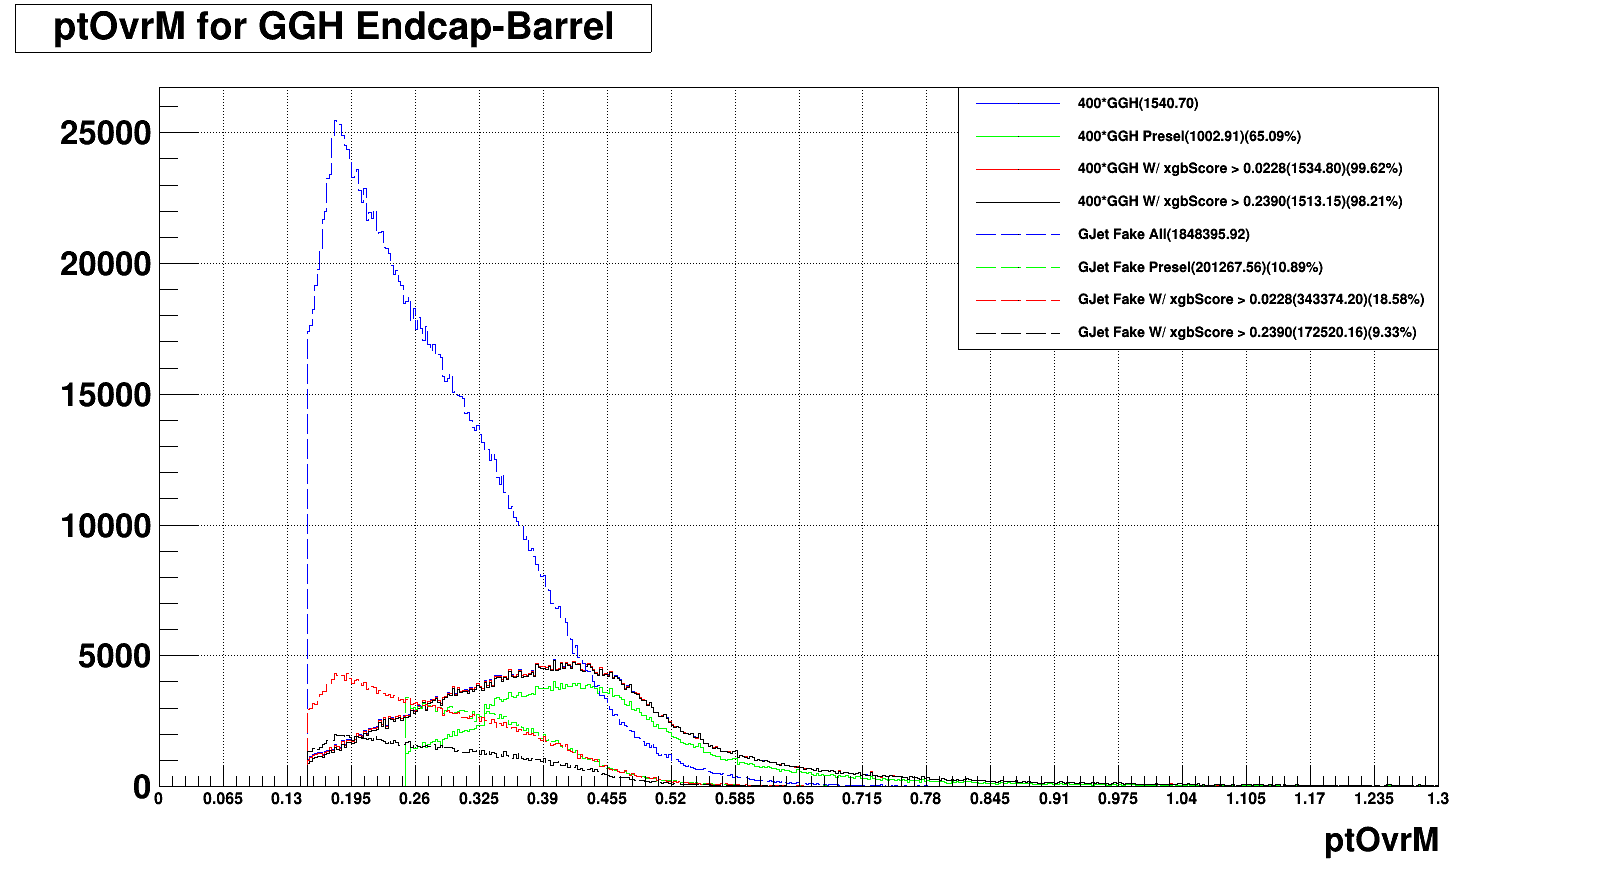 ptOvrM for GGH Endcap-Barrel
400*GGH(1540.70)
400*GGH Presel(1002.91)(65.09%)
400*GGH W/ xgbScore > 0.0228(1534.80)(99.62%)
400*GGH W/ xgbScore > 0.2390(1513.15)(98.21%)
GJet Fake All(1848395.92)
GJet Fake Presel(201267.56)(10.89%)
GJet Fake W/ xgbScore > 0.0228(343374.20)(18.58%)
GJet Fake W/ xgbScore > 0.2390(172520.16)(9.33%)
25000
20000
15000
10000
5000
0
0 0.065 0.13 0.195 0.26 0.325 0.39 0.455 0.52 0.585 0.65 0.715 0.78 0.845 0.91 0.975 1.04 1.105 1.17 1.235 1.3
ptOvrM